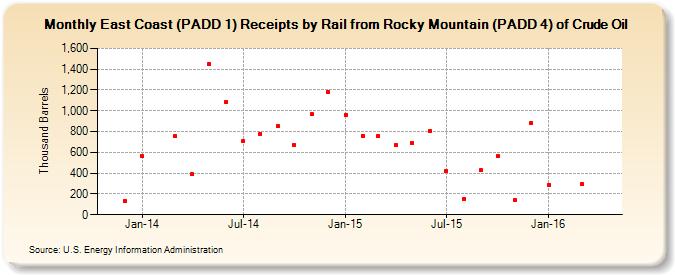 Monthly East Coast (PADD 1) Receipts by Rail from Rocky Mountain (PADD 4) of Crude Oil
Thousand Barrels
1,600
1,400
1,200
1,000
800
600
400
200
0
Jan-14 Jul-14 Jan-15 Jul-15 Jan-16
Source: U.S. Energy Information Administration